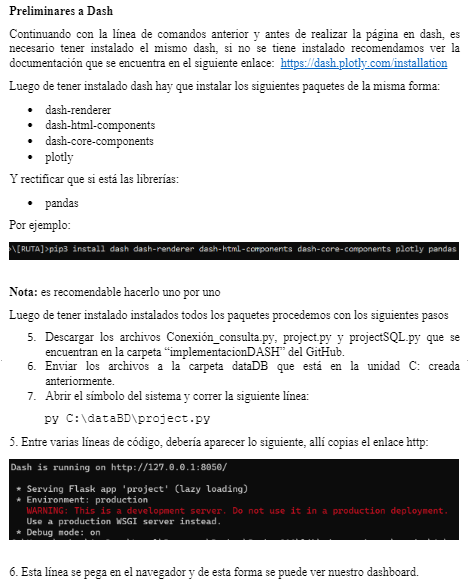 Preliminares a Dash
Continuando con la línea de comandos anterior y antes de realizar la página en dash, es
necesario tener instalado el mismo dash, si no se tiene instalado recomendamos ver la
documentación que se encuentra en el siguiente enlace: https://dash.plotly.com/installation
Luego de tener instalado dash hay que instalar los siguientes paquetes de la misma forma:
• dash-renderer
• dash-html-components
• dash-core-components
• plotly
Y rectificar que si está las librerías:
• pandas
Por ejemplo:
\[RUTA]>pip3 install dash dash-renderer dash-html-components dash-core-components plotly pandas
Nota: es recomendable hacerlo uno por uno
Luego de tener instalado instalados todos los paquetes procedemos con los siguientes pasos
5. Descargar los archivos Conexión_consulta.py, project.py y projectSQL.py que se
encuentran en la carpeta “implementacionDASH” del GitHub.
6. Enviar los archivos a la carpeta dataDB que está en la unidad C: creada
anteriormente.
7. Abrir el símbolo del sistema y correr la siguiente línea:
py C:\dataBD\project.py
5. Entre varias líneas de código, debería aparecer lo siguiente, allí copias el enlace http:
Dash is running on http://127.0.0.1:8050/
* Serving Flask app 'project' (lazy loading)
* Environment: production
WARNING: This is a development server. Do not use it in a production deployment.
Use a production WSGI server instead.
* Debug mode: on
6. Esta línea se pega en el navegador y de esta forma se puede ver nuestro dashboard.